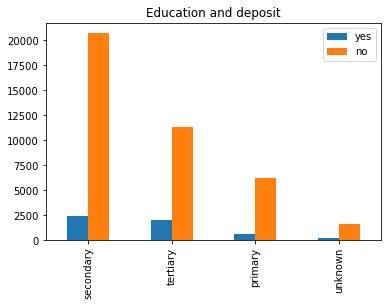 Education and deposit
yes
no
20000
17500
15000
12500
10000
7500
5000
2500
0
secondary
tertiary
primary
unknown